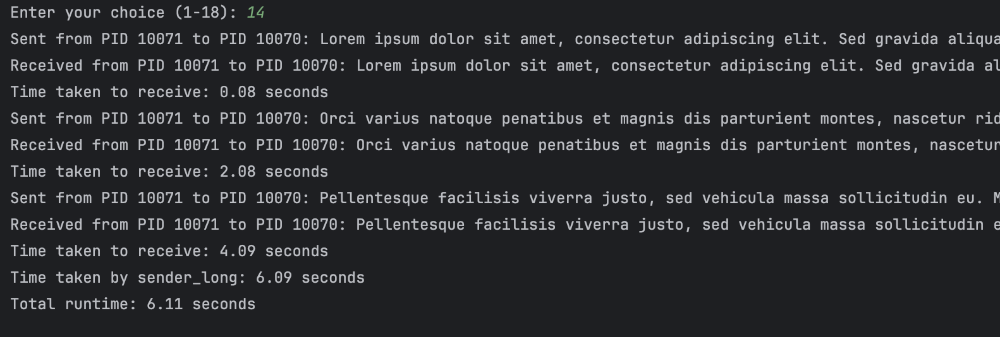 Enter your choice (1-18): 14
Sent from PID 10071 to PID 10070: Lorem ipsum dolor sit amet, consectetur adipiscing elit. Sed gravida aliqua
Received from PID 10071 to PID 10070: Lorem ipsum dolor sit amet, consectetur adipiscing elit. Sed gravida al
Time taken to receive: 0.08 seconds
Sent from PID 10071 to PID 10070: Orci varius natoque penatibus et magnis dis parturient montes, nascetur rid
Received from PID 10071 to PID 10070: Orci varius natoque penatibus et magnis dis parturient montes, nascetur
Time taken to receive: 2.08 seconds
Sent from PID 10071 to PID 10070: Pellentesque facilisis viverra justo, sed vehicula massa sollicitudin eu. M
Received from PID 10071 to PID 10070: Pellentesque facilisis viverra justo, sed vehicula massa sollicitudin e
Time taken to receive: 4.09 seconds
Time taken by sender_long: 6.09 seconds
Total runtime: 6.11 seconds